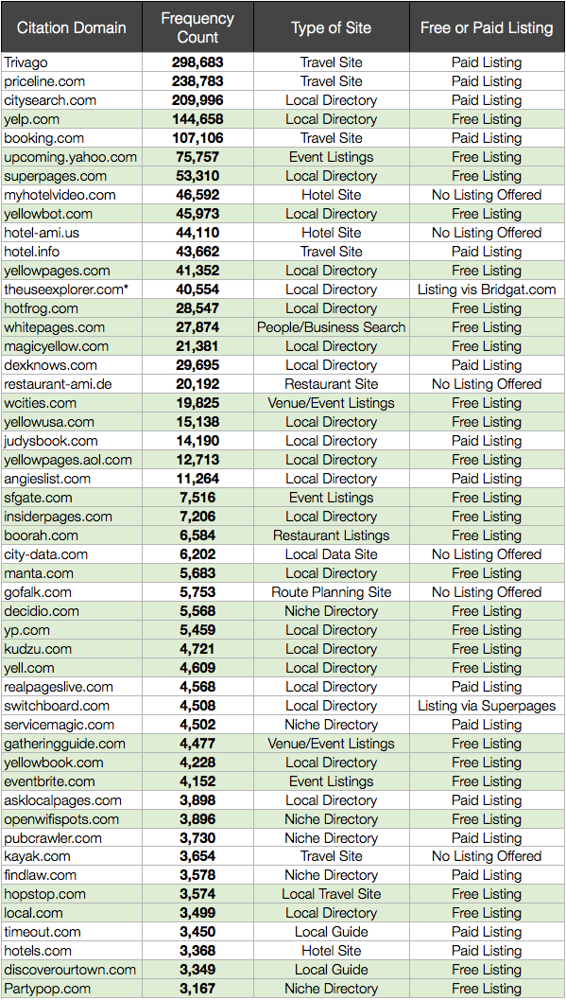 Citation Domain Frequency Count Type of Site Free or Paid Listing
Trivago 298,683 Travel Site Paid Listing
priceline.com 238,783 Travel Site Paid Listing
citysearch.com 209,996 Local Directory Paid Listing
yelp.com 144,658 Local Directory Free Listing
booking.com 107,106 Travel Site Paid Listing
upcoming.yahoo.com 75,757 Event Listings Free Listing
superpages.com 53,310 Local Directory Free Listing
myhotelvideo.com 46,592 Hotel Site No Listing Offered
yellowbot.com 45,973 Local Directory Free Listing
hotel-ami.us 44,110 Hotel Site No Listing Offered
hotel.info 43,662 Travel Site Paid Listing
yellowpages.com 41,352 Local Directory Free Listing
theuseexplorer.com* 40,554 Local Directory Listing vis Bridgat.com
hotfrog.com 28,547 Local Directory Free Listing
whitepages.com 27,874 People/Business Search Free Listing
magicyellow.com 21,381 Local Directory Free Listing
dexknows.com 29,695 Local Directory Paid Listing
restaurant-ami.de 20,192 Restaurant Site No Listing Offered
wcities.com 19,825 Venue/Event Listings Free Listing
yellowusa.com 15,138 Local Directory Free Listing
judysbook.com 14,190 Local Directory Paid Listing
yellowpages.aol.com 12,713 Local Directory Free Listing
angieslist.com 11,264 Local Directory Paid Listing
sfgate.com 7,516 Event Listings Free Listing
insiderpages.com 7,206 Local Directory Free Listing
boorah.com 6,584 Restaurant Listings Free Listing
city-data.com 6,202 Local Data Site No Listing Offered
manta.com 5,683 Local Directory Free Listing
gofalk.com 5,753 Route Planning Site No Listing Offered
decidio.com 5,568 Niche Directory Free Listing
yp.com 5,459 Local Directory Free Listing
kudzu.com 4,721 Local Directory Free Listing
yell.com 4,609 Local Directory Free Listing
realpageslive.com 4,568 Local Directory Paid Listing
switchboard.com 4,508 Local Directory Listing via Superpages
servicemagic.com 4,502 Niche Directory Paid Listing
gatheringguide.com 4,477 Venue/Event Listings Free Listing
yellowbook.com 4,228 Local Directory Free Listing
eventbrite.com 4,152 Event Listings Free Listing
asklocalpages.com 3,898 Local Directory Paid Listing
openwifispots.com 3,896 Niche Directory Free Listing
pubcrawler.com 3,730 Niche Directory Paid Listing
kayak.com 3,654 Travel Site No Listing Offered
findlaw.com 3,578 Niche Directory Paid Listing
hopstop.com 3,574 Local Travel Site Free Listing
local.com 3,499 Local Directory Free Listing
timeout.com 3,450 Local Guide Paid Listing
hotels.com 3,368 Hotel Site Paid Listing
discoverourtown.com 3,349 Local Guide Free Listing
Partypop.com 3,167 Niche Directory Free Listing